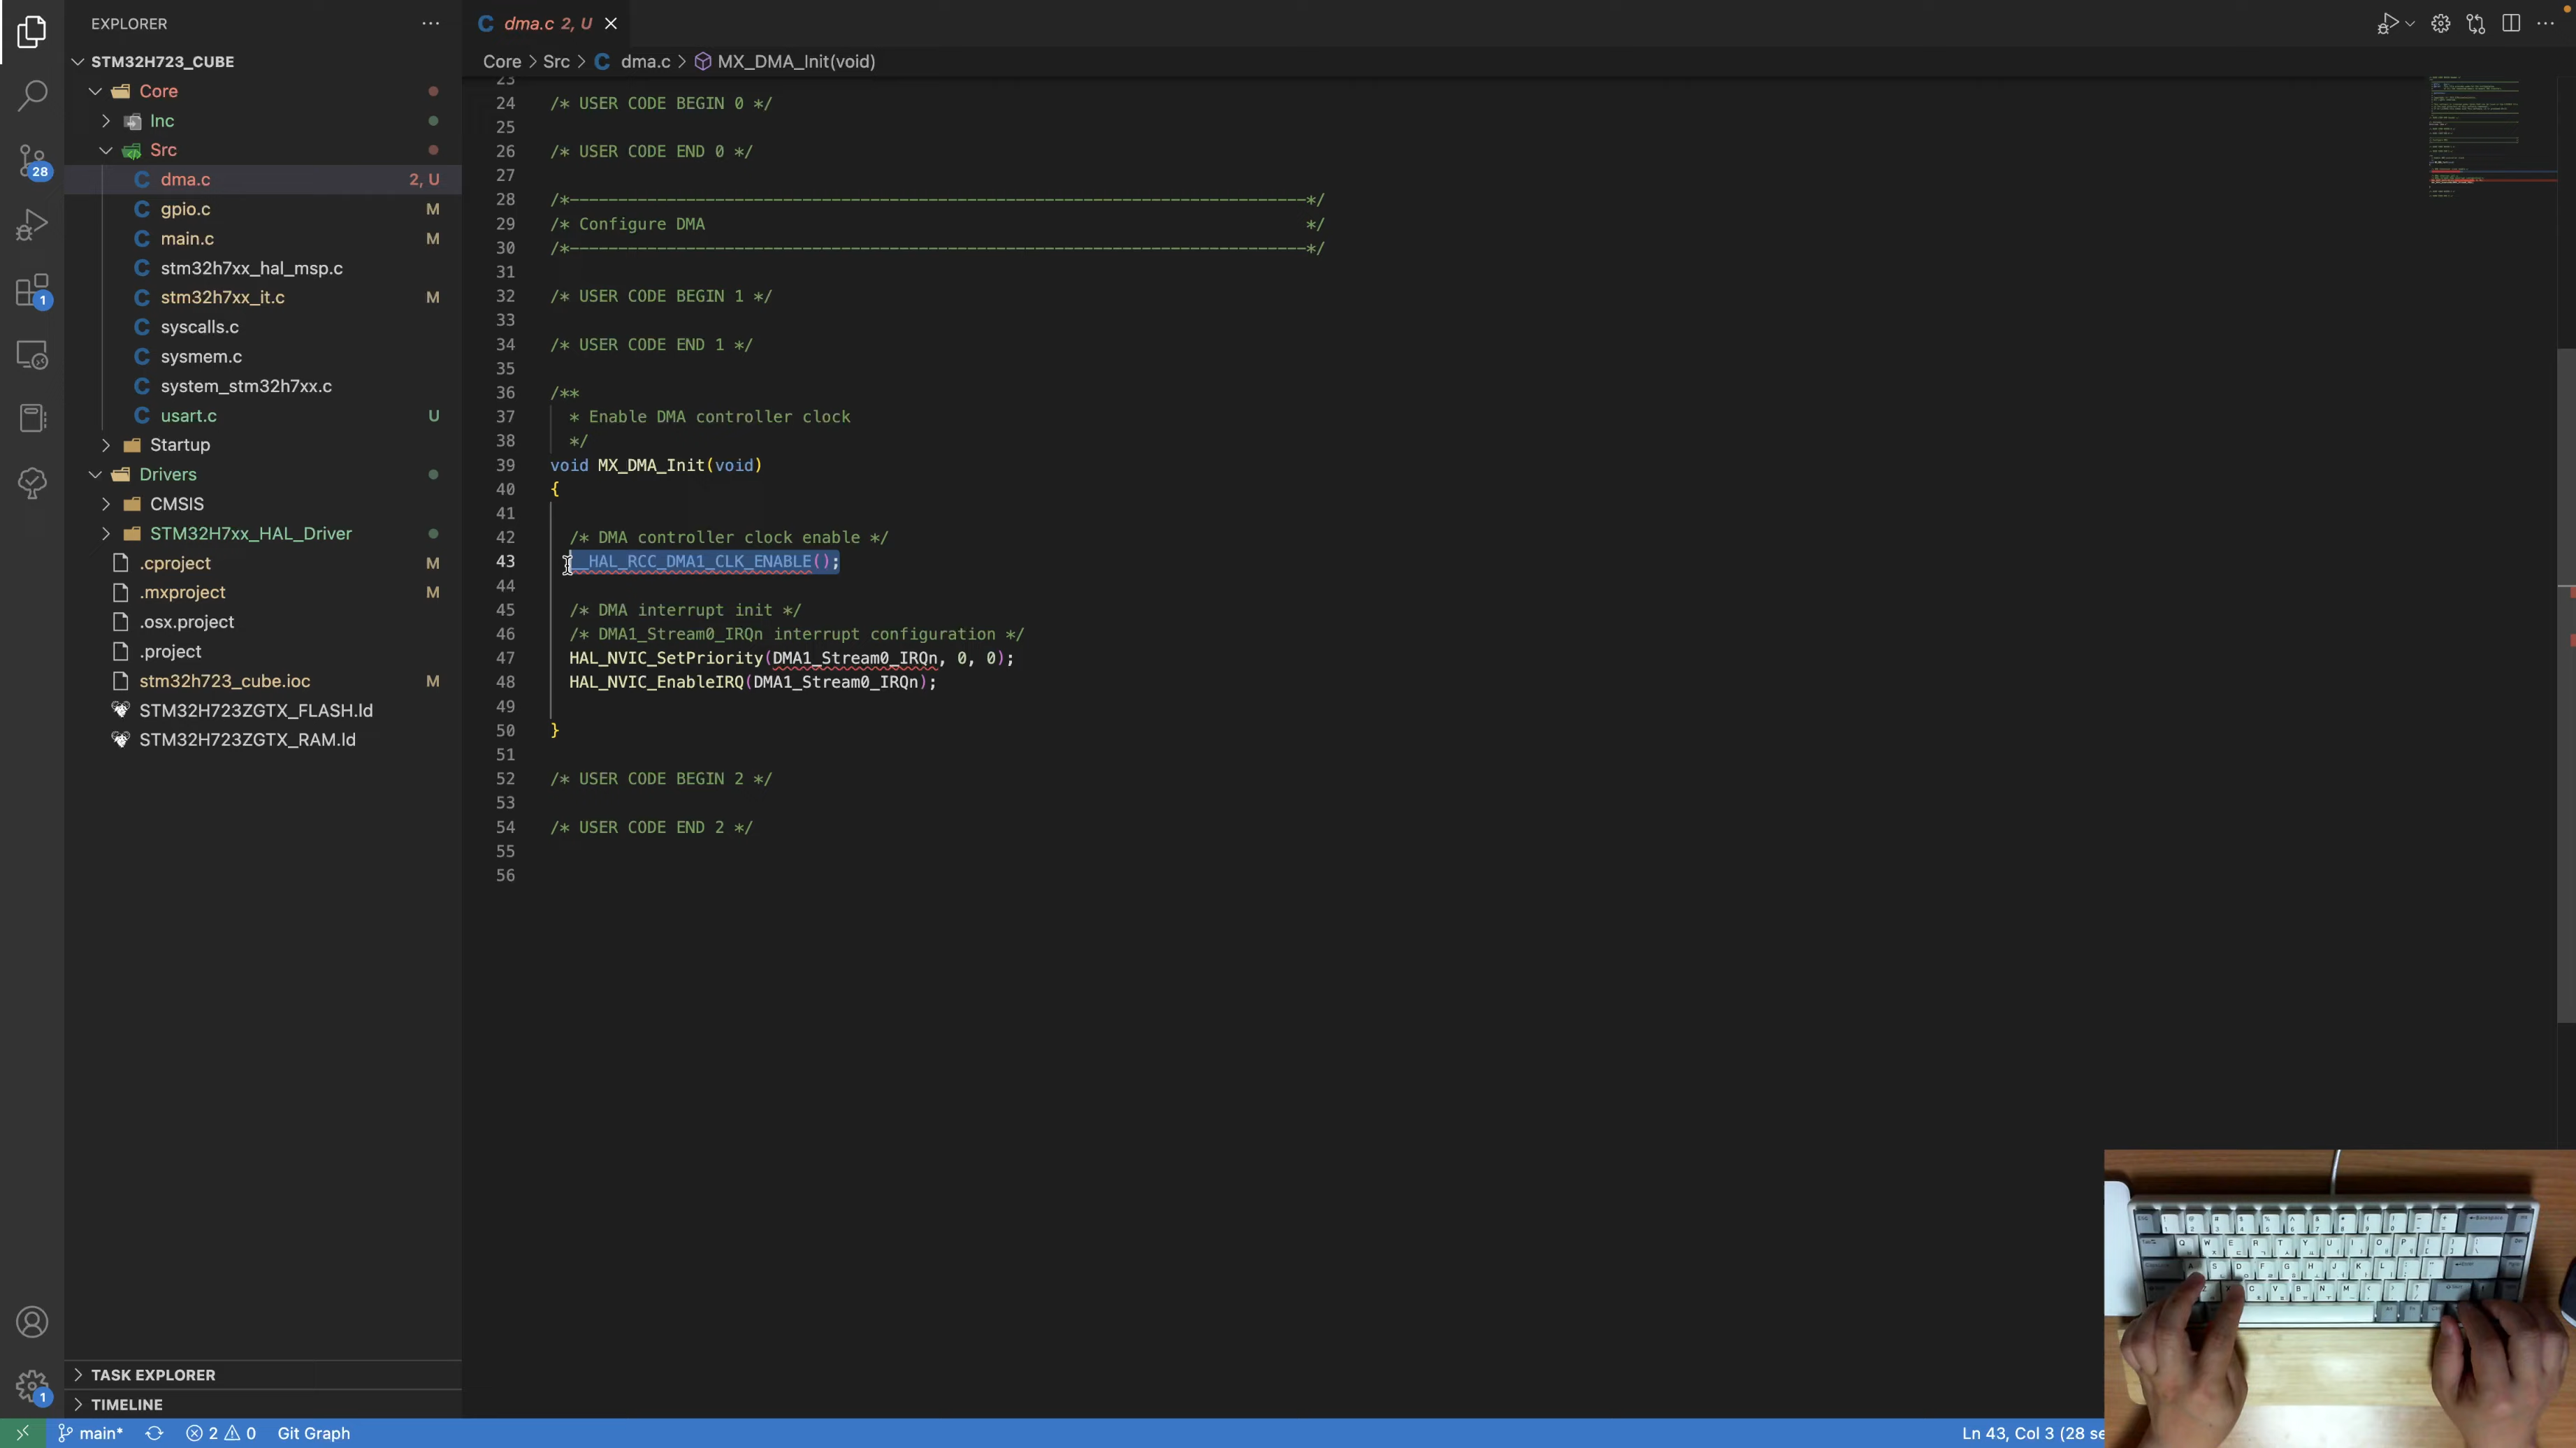 EXPLORER
STM32H723_CUBE
Core
Inc
Src
dma.c 2, U
gpio.c M
main.c M
stm32h7xx_hal_msp.c
stm32h7xx_it.c M
syscalls.c
sysmem.c
system_stm32h7xx.c
usart.c U
Startup
Drivers
CMSIS
STM32H7xx_HAL_Driver
.cproject M
.mxproject M
.osx.project
.project
stm32h723_cube.ioc M
STM32H723ZGTX_FLASH.ld
STM32H723ZGTX_RAM.ld
TASK EXPLORER
TIMELINE
28
1
1
C dma.c 2, U
Core > Src > C dma.c > MX_DMA_Init(void)
23
24 /* USER CODE BEGIN 0 */
25
26 /* USER CODE END 0 */
27
28 /*----------------------------------------------------------------------------*/
29 /* Configure DMA */
30 /*----------------------------------------------------------------------------*/
31
32 /* USER CODE BEGIN 1 */
33
34 /* USER CODE END 1 */
35
36 /**
37 * Enable DMA controller clock
38 */
39 void MX_DMA_Init(void)
40 {
41
42 /* DMA controller clock enable */
43 __HAL_RCC_DMA1_CLK_ENABLE();
44
45 /* DMA interrupt init */
46 /* DMA1_Stream0_IRQn interrupt configuration */
47 HAL_NVIC_SetPriority(DMA1_Stream0_IRQn, 0, 0);
48 HAL_NVIC_EnableIRQ(DMA1_Stream0_IRQn);
49
50 }
51
52 /* USER CODE BEGIN 2 */
53
54 /* USER CODE END 2 */
55
56
main* 2 0 Git Graph
Ln 43, Col 3 (28 se